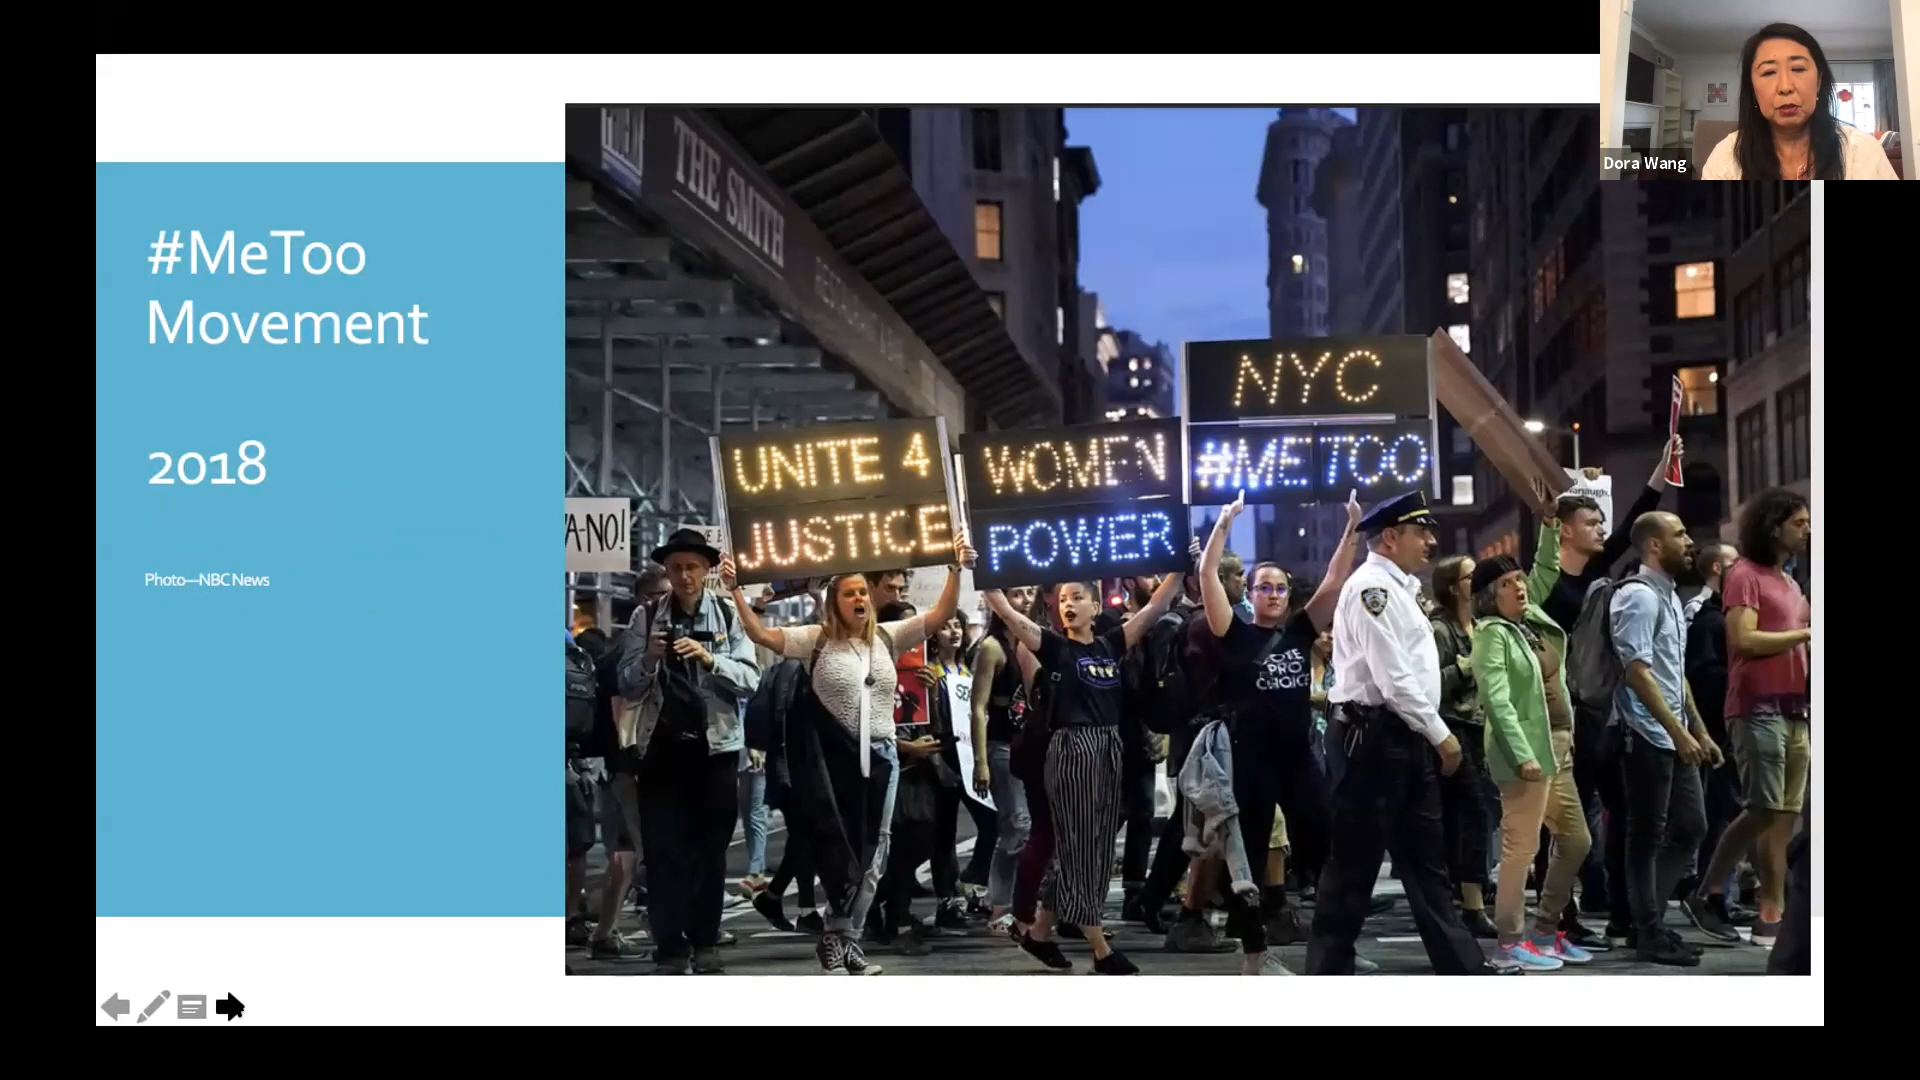 #MeToo
Movement
2018
Photo—NBC News
THE SMITH
NYC
#METOO
UNITE 4
JUSTICE
WOMEN
POWER
A-NO!
VOTE
PRO
CHOICE
Dora Wang